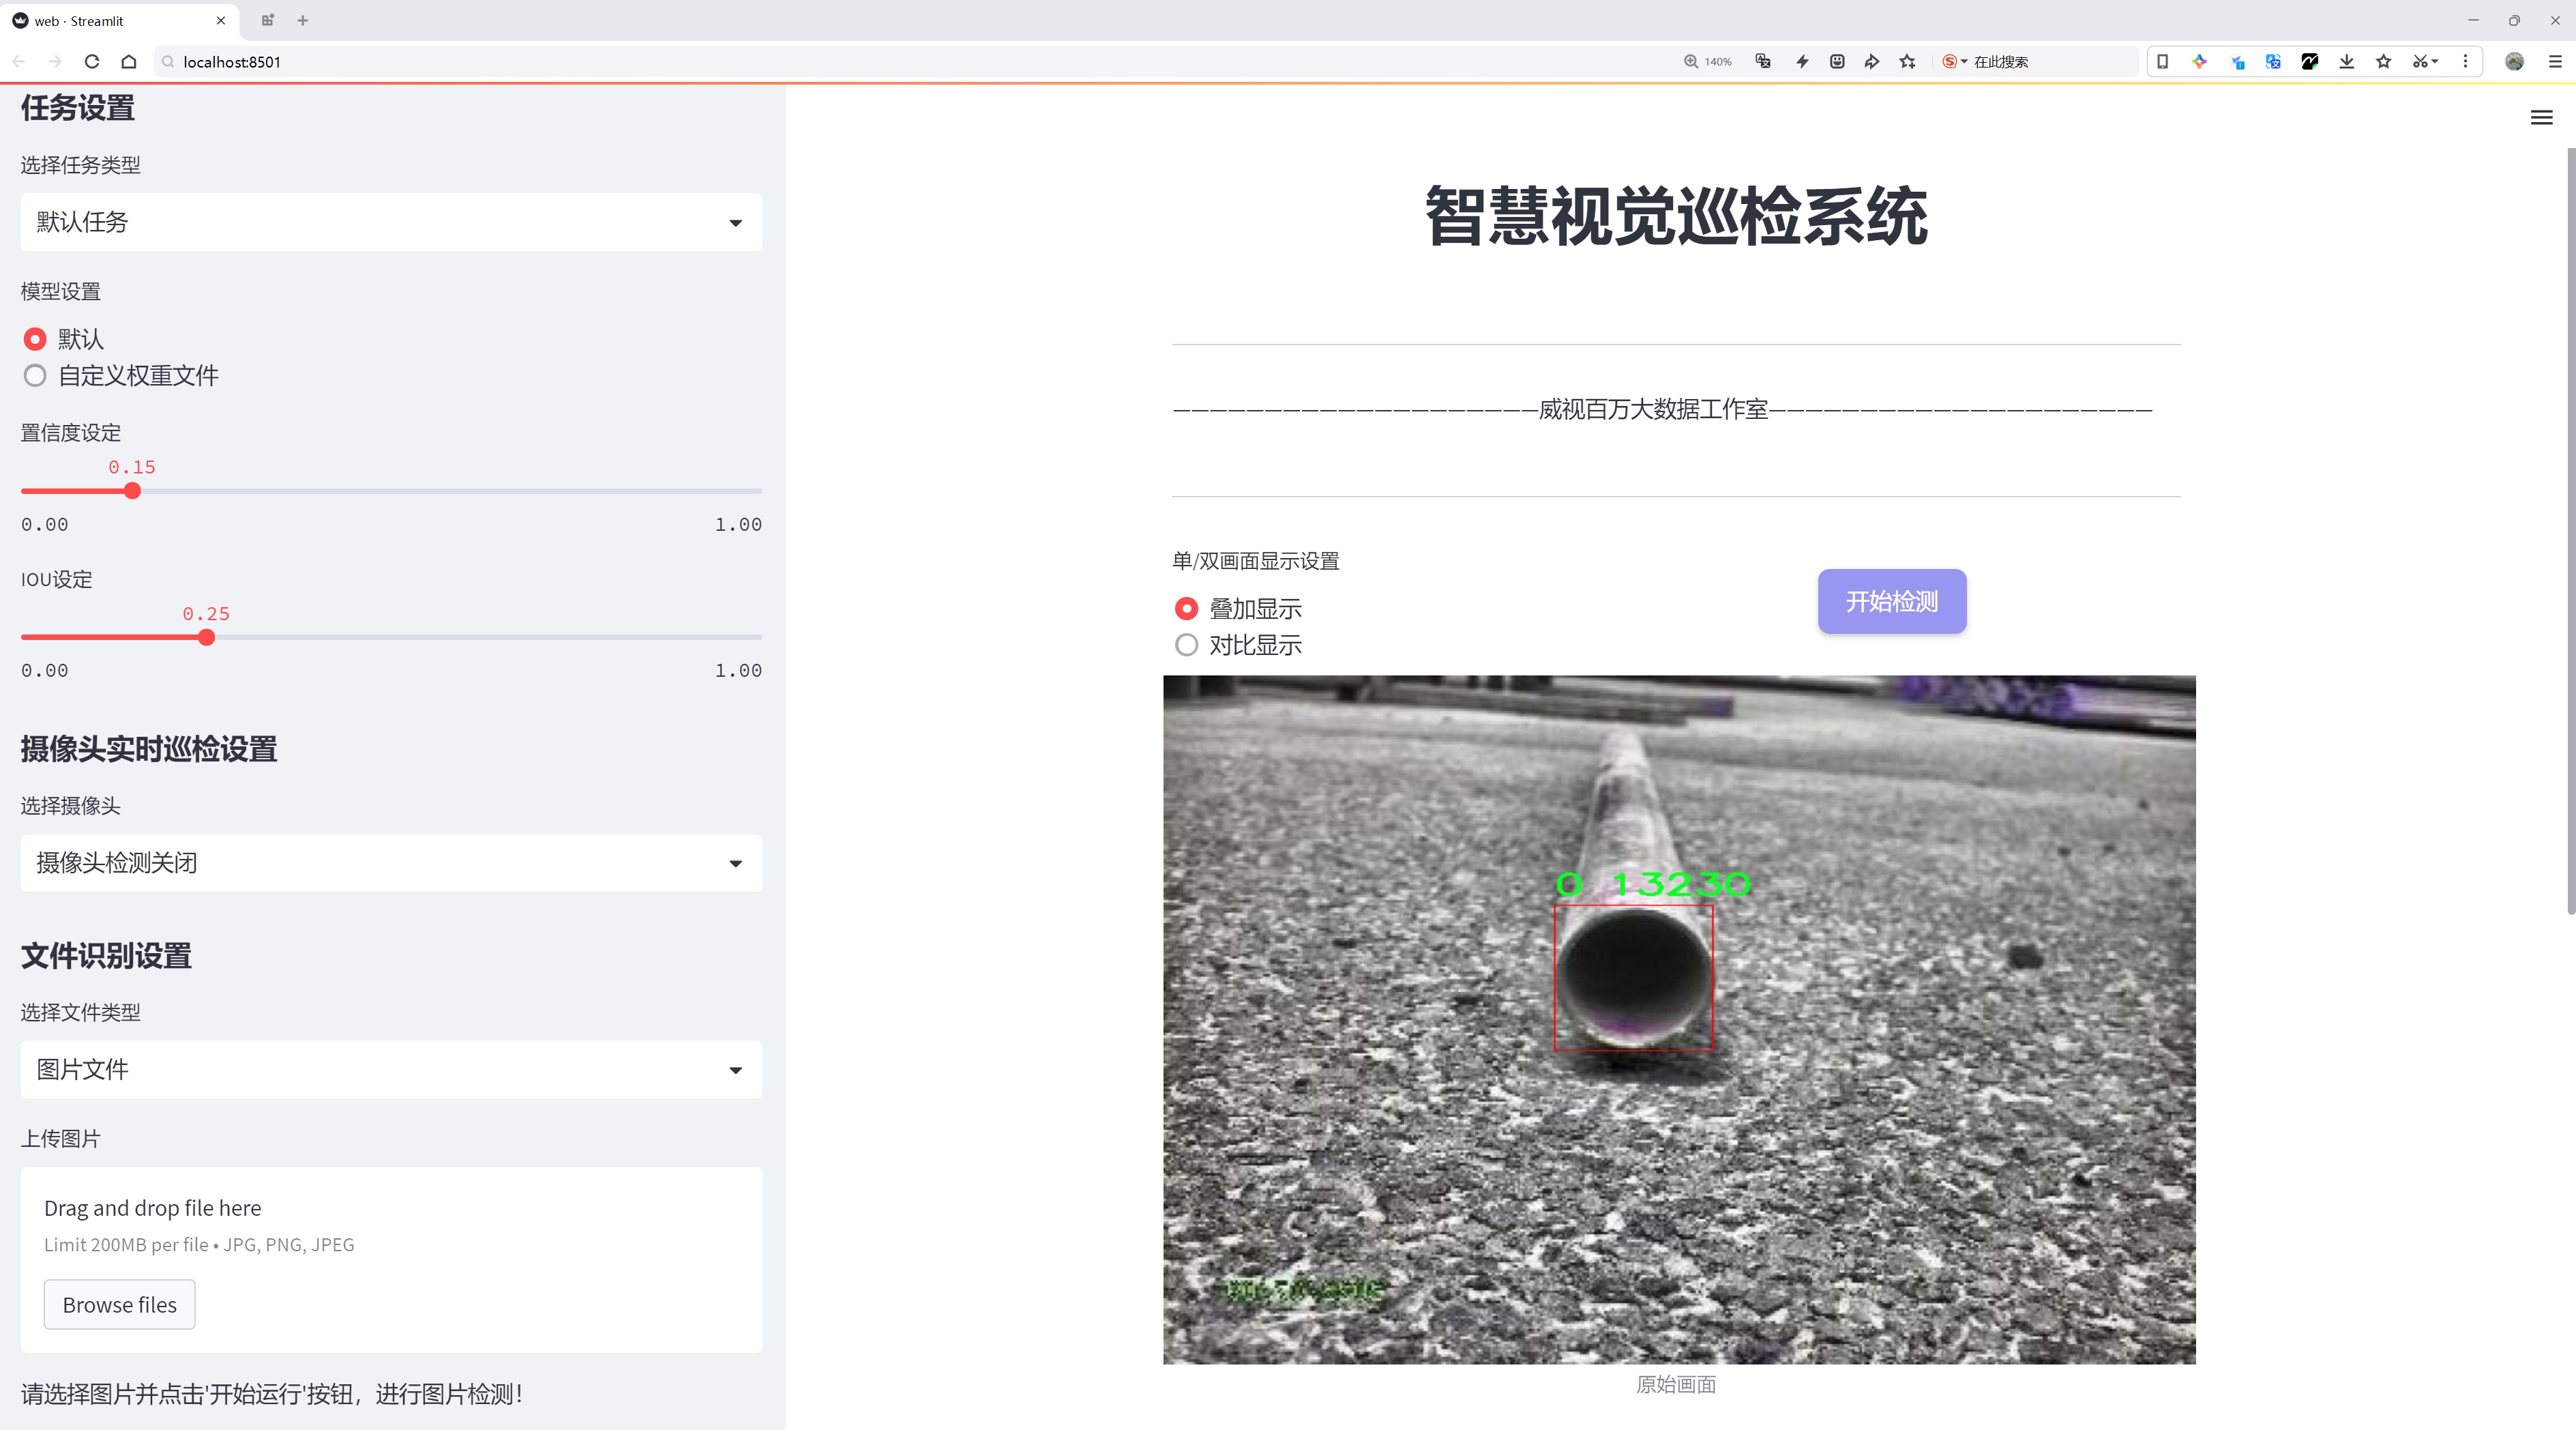 web · Streamlit
localhost:8501
140%
在此搜索
任务设置
选择任务类型
默认任务
模型设置
默认
自定义权重文件
置信度设定
0.15
0.00 1.00
IOU设定
0.25
0.00 1.00
摄像头实时巡检设置
选择摄像头
摄像头检测关闭
文件识别设置
选择文件类型
图片文件
上传图片
Drag and drop file here
Limit 200MB per file • JPG, PNG, JPEG
Browse files
请选择图片并点击'开始运行'按钮，进行图片检测！
智慧视觉巡检系统
————————————————————威视百万大数据工作室—————————————————————
单/双画面显示设置
叠加显示
对比显示
开始检测
0 13230
原始画面